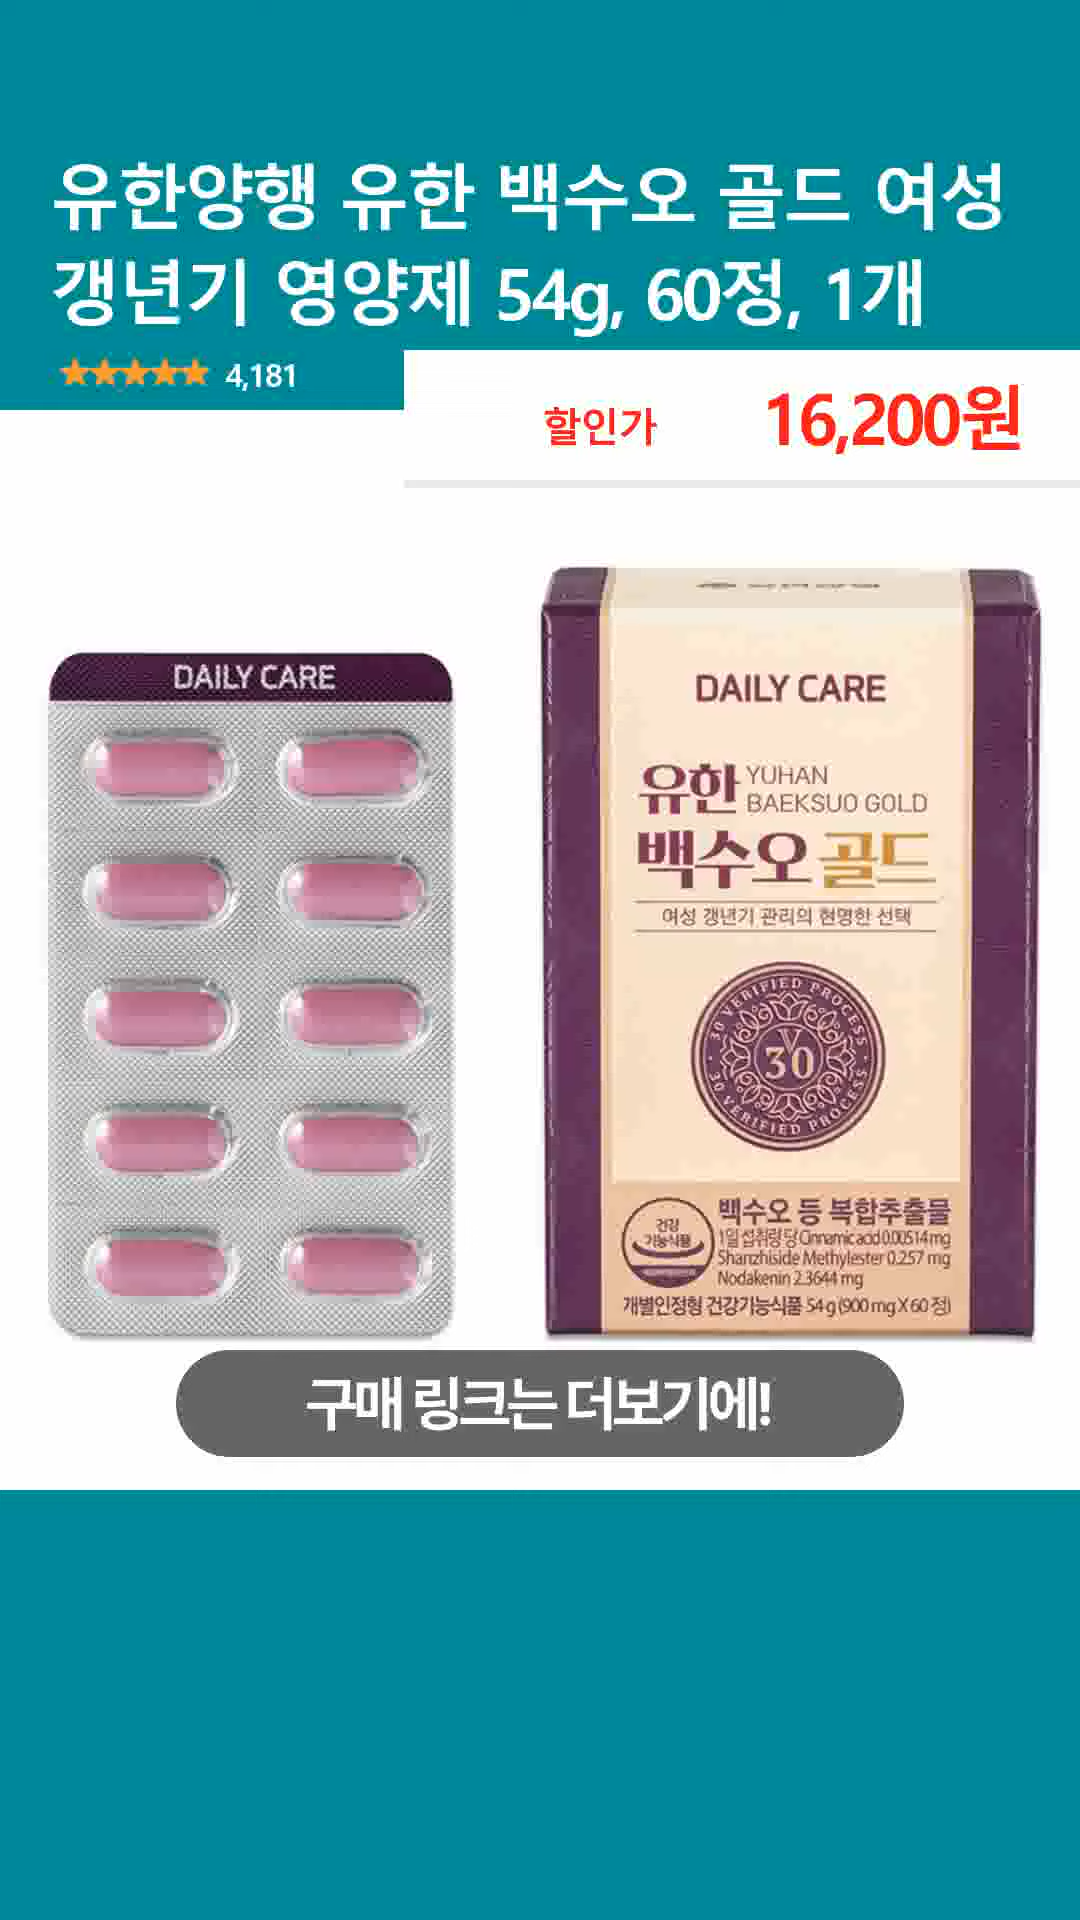 유한양행 유한 백수오 골드 여성
갱년기 영양제 54g, 60정, 1개
4,181
할인가 16,200원
DAILY CARE
DAILY CARE
유한 YUHAN
BAEKSUO GOLD
백수오 골드
여성 갱년기 관리의 현명한 선택
30 VERIFIED PROCESS
V
30
30 VERIFIED PROCESS
건강
기능식품
백수오 등 복합추출물
1일 섭취량 당 Cinnamic acid 0.00514 mg
Shanzhiside Methylester 0.257 mg
Nodakenin 2.3644 mg
개별인정형 건강기능식품 54 g (900 mg X 60 정)
구매 링크는 더보기에!